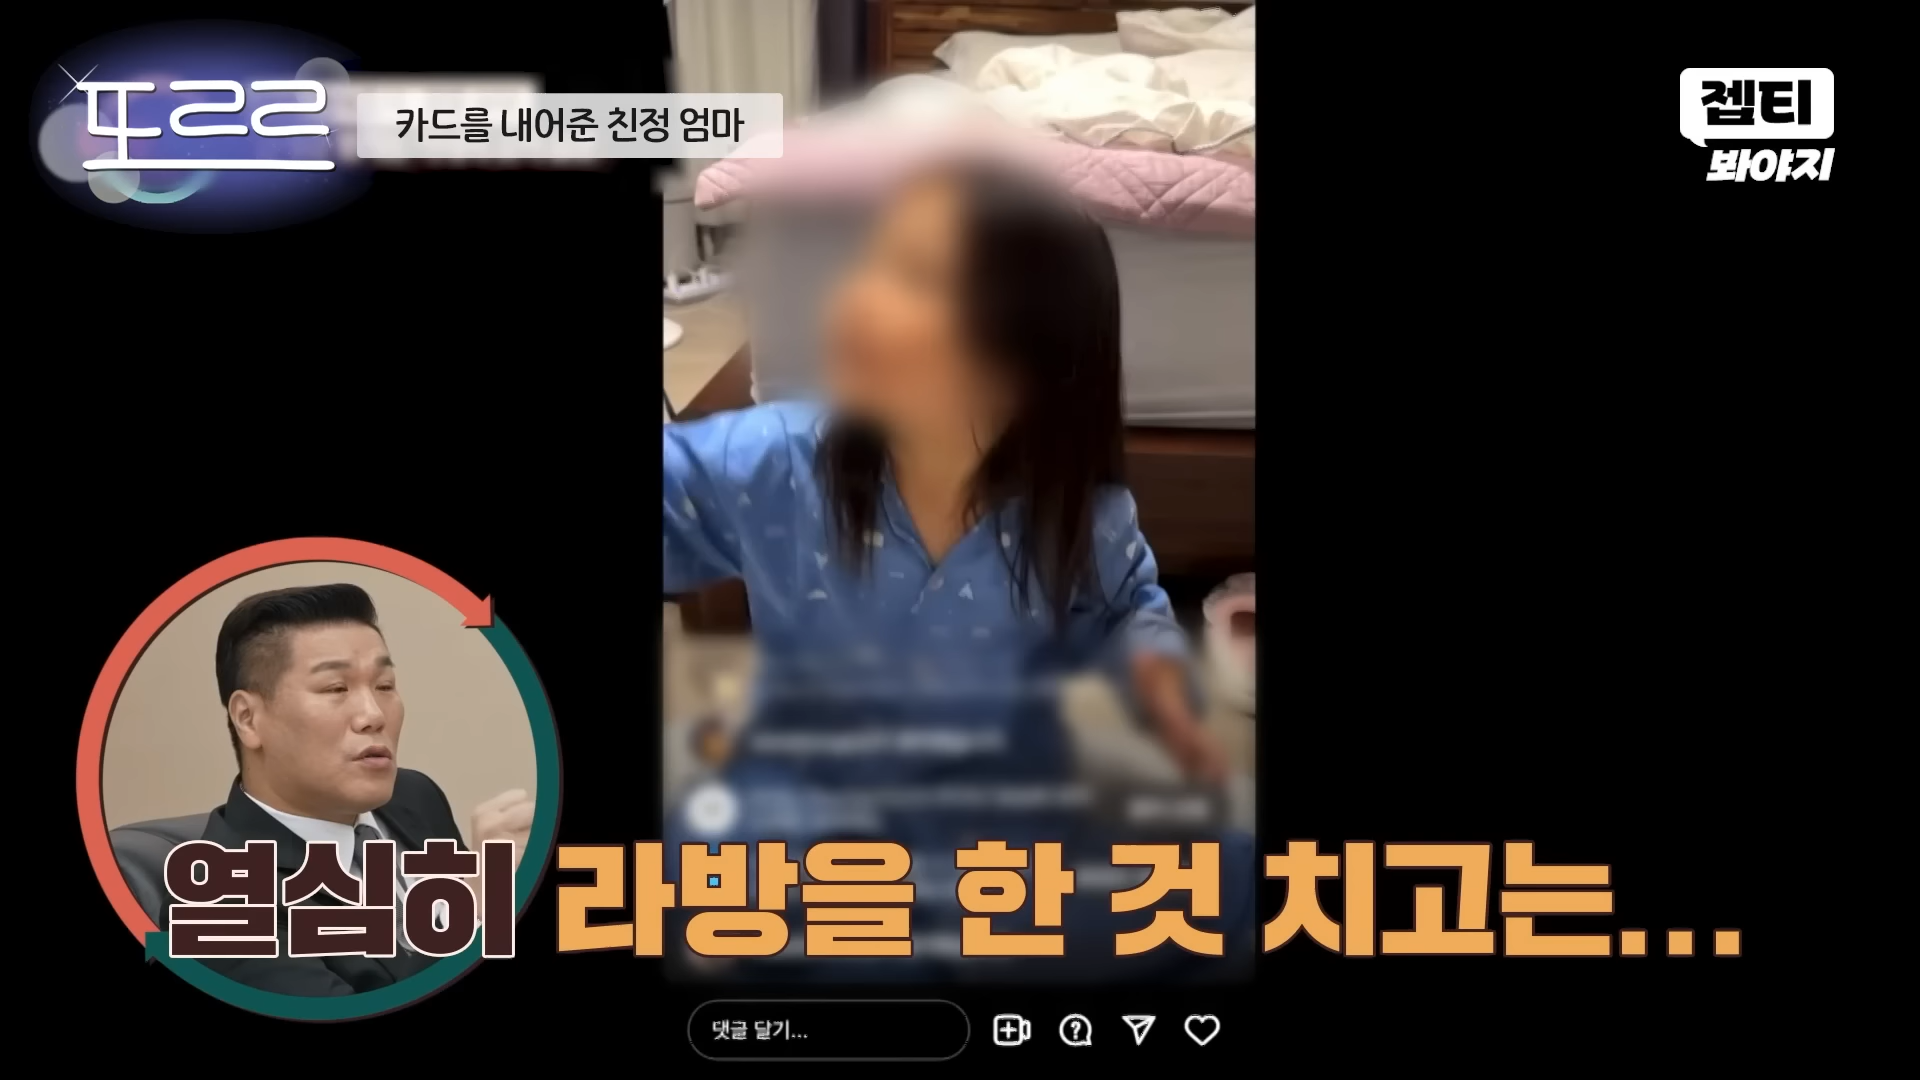 또르르
카드를 내어준 친정 엄마
젭티
봐야지
열심히 라방을 한 것 치고는...
댓글 달기...